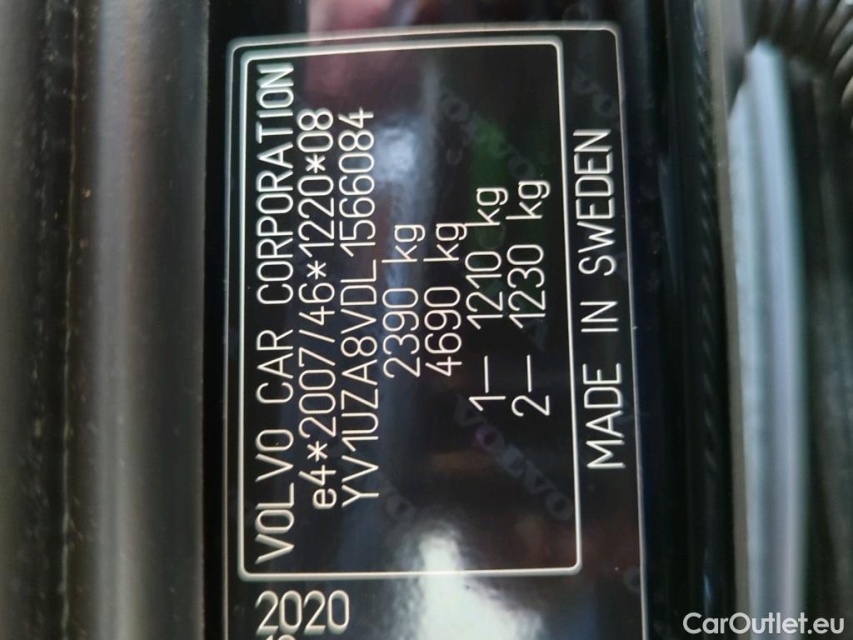 VOLVO CAR CORPORATION
e4*2007/46*1220*08
YV1UZA8VDL1566084
2390 kg
4690 kg
1— 1210 kg
2— 1230 kg
MADE IN SWEDEN
2020
CarOutlet.eu